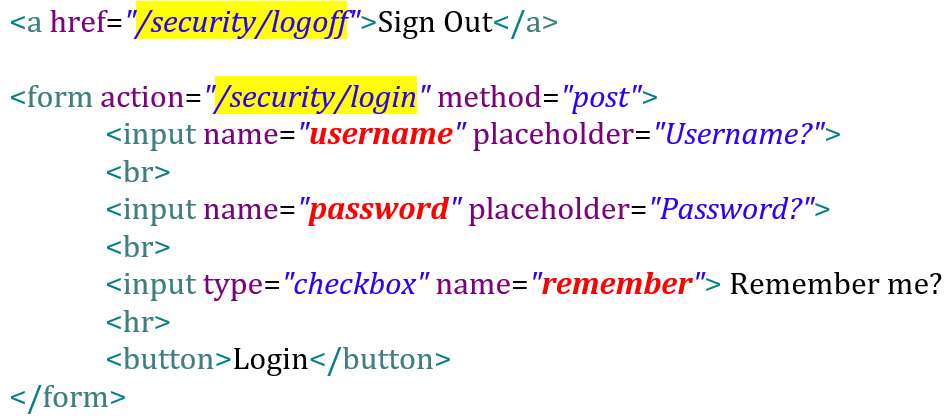 <a href="/security/logoff">Sign Out</a>
<form action="/security/login" method="post">
<input name="username" placeholder="Username?">
<br>
<input name="password" placeholder="Password?">
<br>
<input type="checkbox" name="remember"> Remember me?
<hr>
<button>Login</button>
</form>